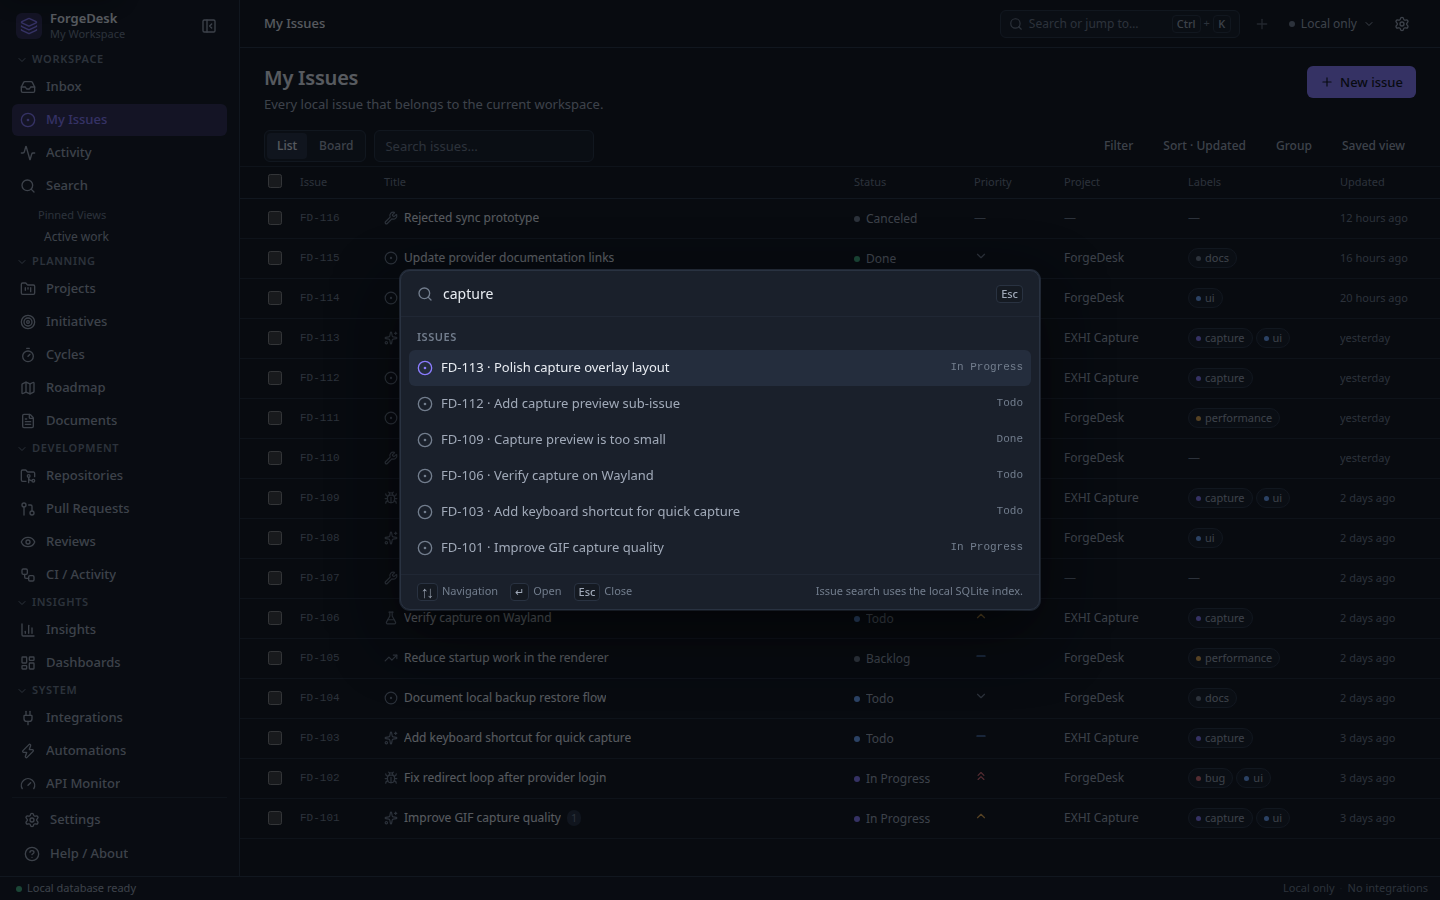 ForgeDesk
My Workspace
WORKSPACE
Inbox
My Issues
Activity
Search
Pinned Views
Active work
PLANNING
Projects
Initiatives
Cycles
Roadmap
Documents
DEVELOPMENT
Repositories
Pull Requests
Reviews
CI / Activity
INSIGHTS
Insights
Dashboards
SYSTEM
Integrations
Automations
API Monitor
Settings
Help / About
My Issues
Search or jump to... Ctrl + K
Local only
My Issues
Every local issue that belongs to the current workspace.
New issue
List Board Search issues... Filter Sort · Updated Group Saved view
Issue Title Status Priority Project Labels Updated
FD-116 Rejected sync prototype Canceled — — — 12 hours ago
FD-115 Update provider documentation links Done ForgeDesk docs 16 hours ago
FD-114 ForgeDesk ui 20 hours ago
FD-113 EXHI Capture capture ui yesterday
FD-112 EXHI Capture capture yesterday
FD-111 ForgeDesk performance yesterday
FD-110 ForgeDesk — yesterday
FD-109 EXHI Capture capture ui 2 days ago
FD-108 ForgeDesk ui 2 days ago
FD-107 — — 2 days ago
FD-106 Verify capture on Wayland Todo EXHI Capture capture 2 days ago
FD-105 Reduce startup work in the renderer Backlog — ForgeDesk performance 2 days ago
FD-104 Document local backup restore flow Todo ForgeDesk docs 2 days ago
FD-103 Add keyboard shortcut for quick capture Todo — EXHI Capture capture 3 days ago
FD-102 Fix redirect loop after provider login In Progress ForgeDesk bug ui 3 days ago
FD-101 Improve GIF capture quality 1 In Progress EXHI Capture capture ui 3 days ago
capture Esc
ISSUES
FD-113 · Polish capture overlay layout In Progress
FD-112 · Add capture preview sub-issue Todo
FD-109 · Capture preview is too small Done
FD-106 · Verify capture on Wayland Todo
FD-103 · Add keyboard shortcut for quick capture Todo
FD-101 · Improve GIF capture quality In Progress
↑↓ Navigation ↵ Open Esc Close Issue search uses the local SQLite index.
Local database ready Local only No integrations